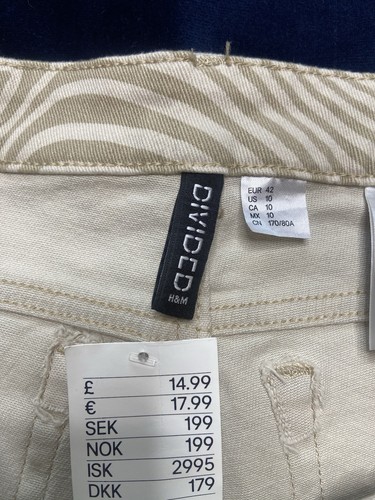 DIVIDED
H&M
EUR 42
US 10
CA 10
MX 10
CN 170/80A
£ 14.99
€ 17.99
SEK 199
NOK 199
ISK 2995
DKK 179